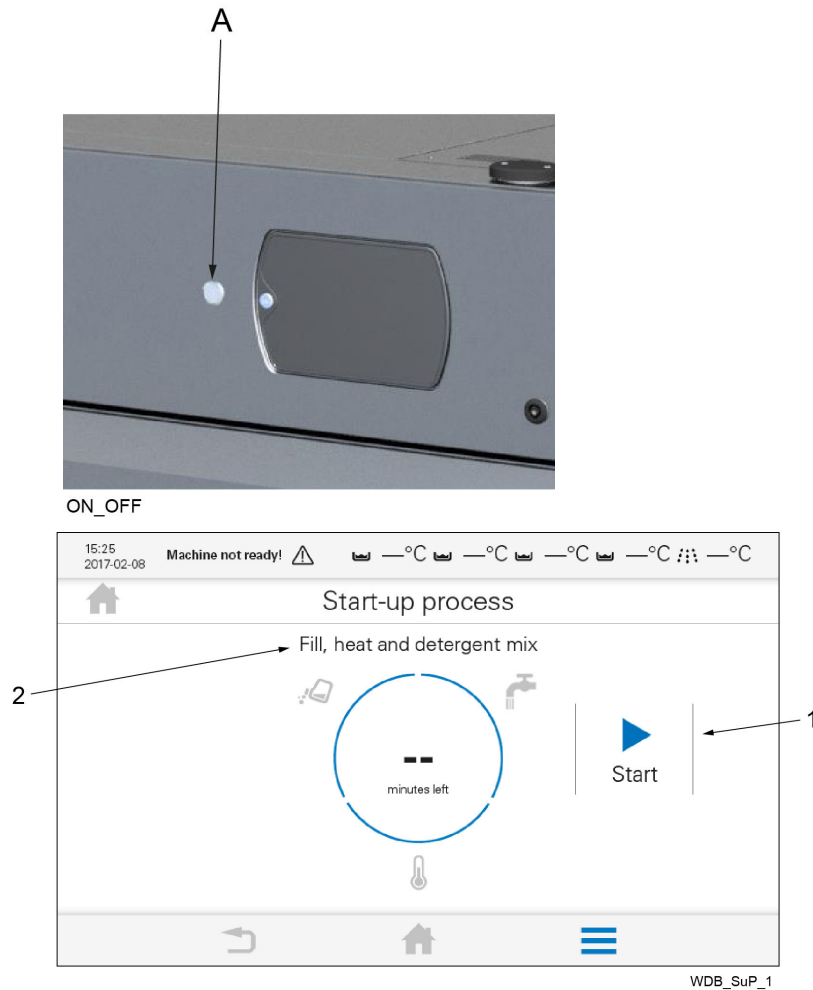 A
ON_OFF
15:25
2017-02-08
Machine not ready! —°C —°C —°C —°C —°C
Start-up process
Fill, heat and detergent mix
2
1
--
minutes left
Start
WDB_SuP_1